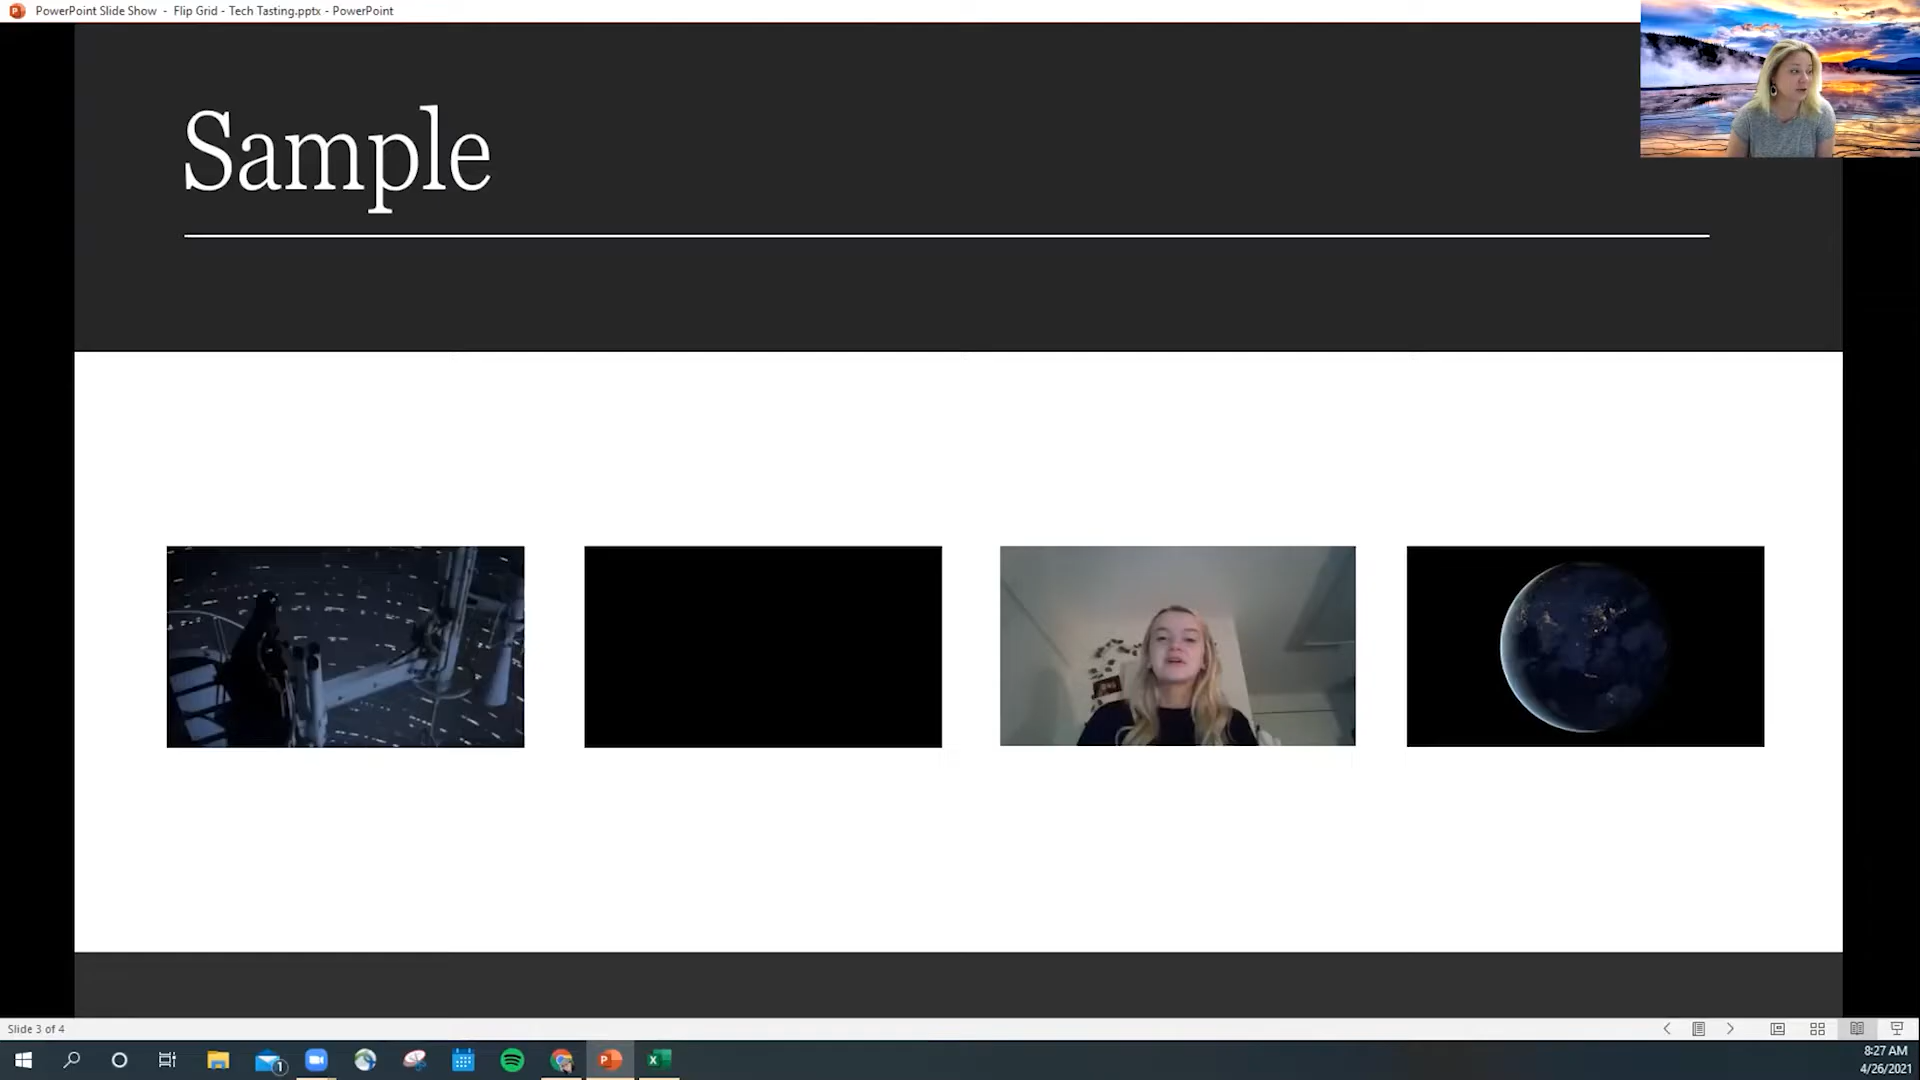 PowerPoint Slide Show - Flip Grid - Tech Tasting.pptx - PowerPoint
Sample
Slide 3 of 4
1
8:27 AM
4/26/2021